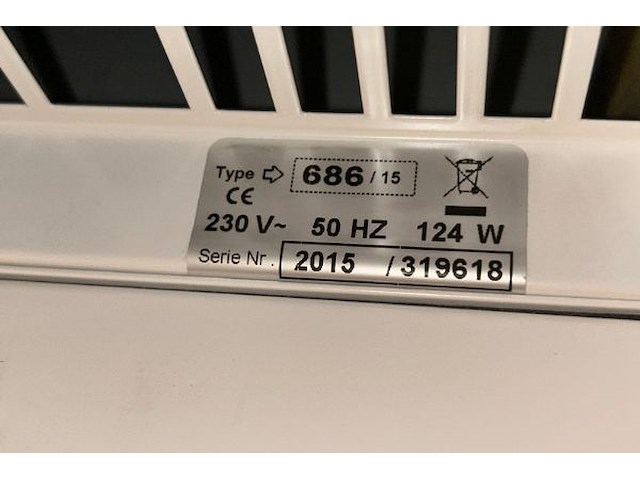 Type ⇨ 686 / 15
CE
230 V~ 50 HZ 124 W
Serie Nr. 2015 / 319618